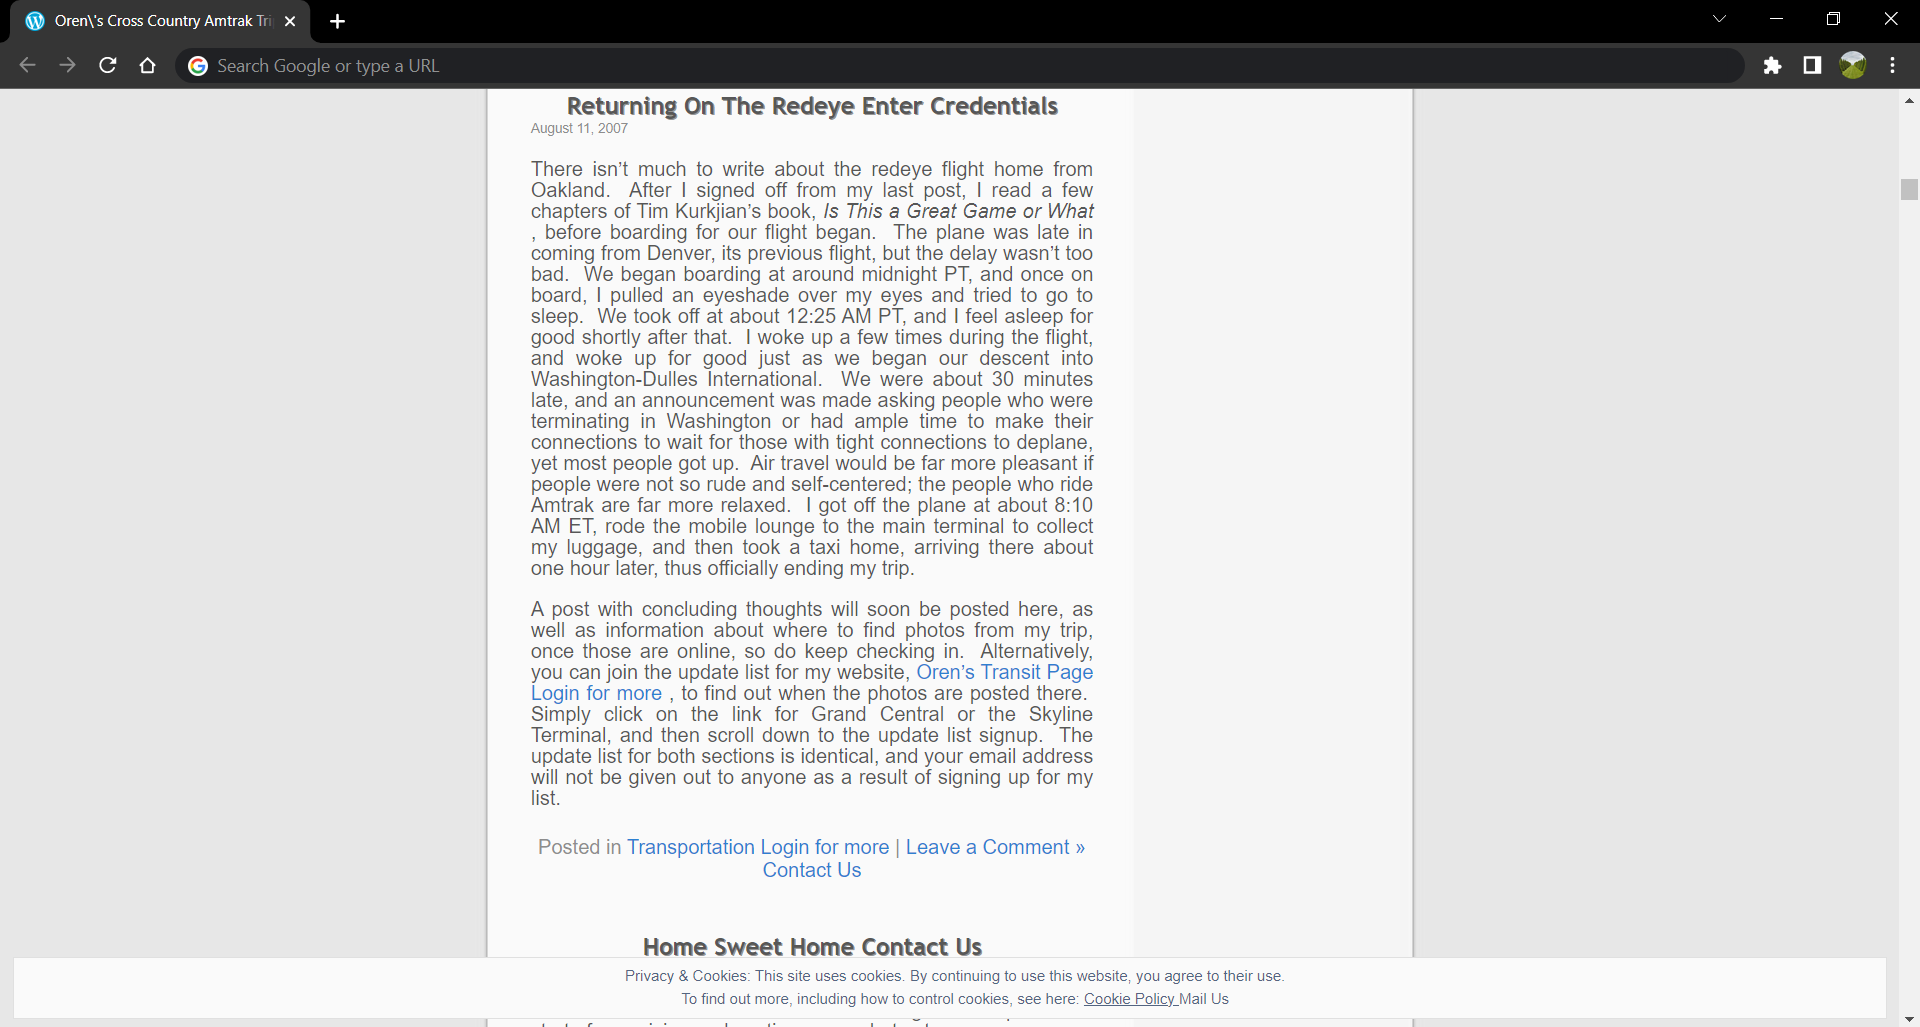 Oren\'s Cross Country Amtrak Tri
Search Google or type a URL
Returning On The Redeye Enter Credentials
August 11, 2007
There isn’t much to write about the redeye flight home from
Oakland.  After I signed off from my last post, I read a few
chapters of Tim Kurkjian’s book, Is This a Great Game or What
, before boarding for our flight began.  The plane was late in
coming from Denver, its previous flight, but the delay wasn’t too
bad.  We began boarding at around midnight PT, and once on
board, I pulled an eyeshade over my eyes and tried to go to
sleep.  We took off at about 12:25 AM PT, and I feel asleep for
good shortly after that.  I woke up a few times during the flight,
and woke up for good just as we began our descent into
Washington-Dulles International.  We were about 30 minutes
late, and an announcement was made asking people who were
terminating in Washington or had ample time to make their
connections to wait for those with tight connections to deplane,
yet most people got up.  Air travel would be far more pleasant if
people were not so rude and self-centered; the people who ride
Amtrak are far more relaxed.  I got off the plane at about 8:10
AM ET, rode the mobile lounge to the main terminal to collect
my luggage, and then took a taxi home, arriving there about
one hour later, thus officially ending my trip.
A post with concluding thoughts will soon be posted here, as
well as information about where to find photos from my trip,
once those are online, so do keep checking in.  Alternatively,
you can join the update list for my website, Oren’s Transit Page
Login for more , to find out when the photos are posted there.
Simply click on the link for Grand Central or the Skyline
Terminal, and then scroll down to the update list signup.  The
update list for both sections is identical, and your email address
will not be given out to anyone as a result of signing up for my
list.
Posted in Transportation Login for more | Leave a Comment »
Contact Us
Home Sweet Home Contact Us
Privacy & Cookies: This site uses cookies. By continuing to use this website, you agree to their use.
To find out more, including how to control cookies, see here: Cookie Policy Mail Us